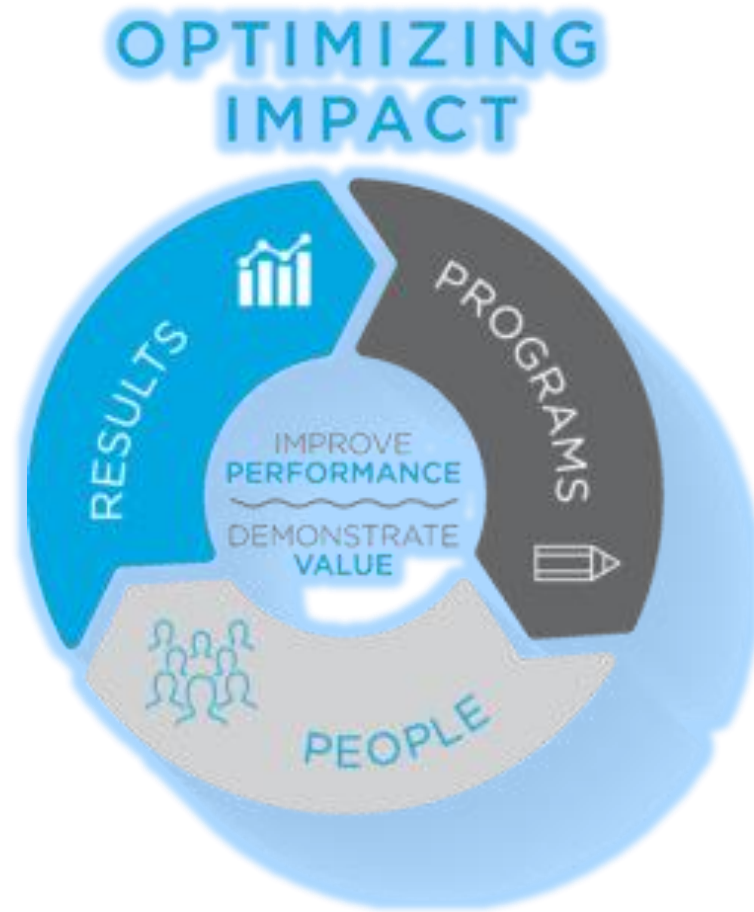 OPTIMIZING
IMPACT
RESULTS
PROGRAMS
IMPROVE
PERFORMANCE
DEMONSTRATE
VALUE
PEOPLE